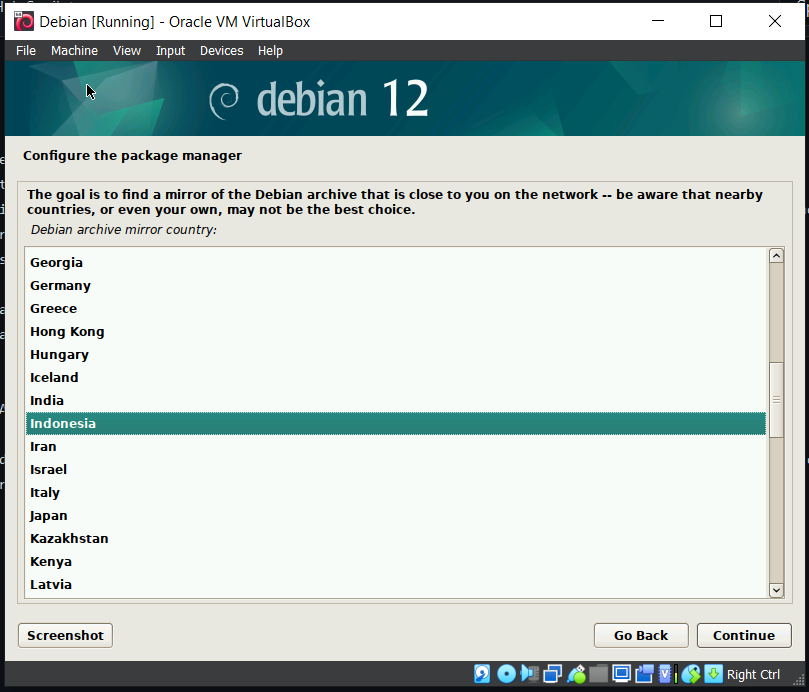 Debian [Running] - Oracle VM VirtualBox
File Machine View Input Devices Help
debian 12
Configure the package manager
The goal is to find a mirror of the Debian archive that is close to you on the network -- be aware that nearby
countries, or even your own, may not be the best choice.
Debian archive mirror country:
Georgia
Germany
Greece
Hong Kong
Hungary
Iceland
India
Indonesia
Iran
Israel
Italy
Japan
Kazakhstan
Kenya
Latvia
Screenshot Go Back Continue
Right Ctrl